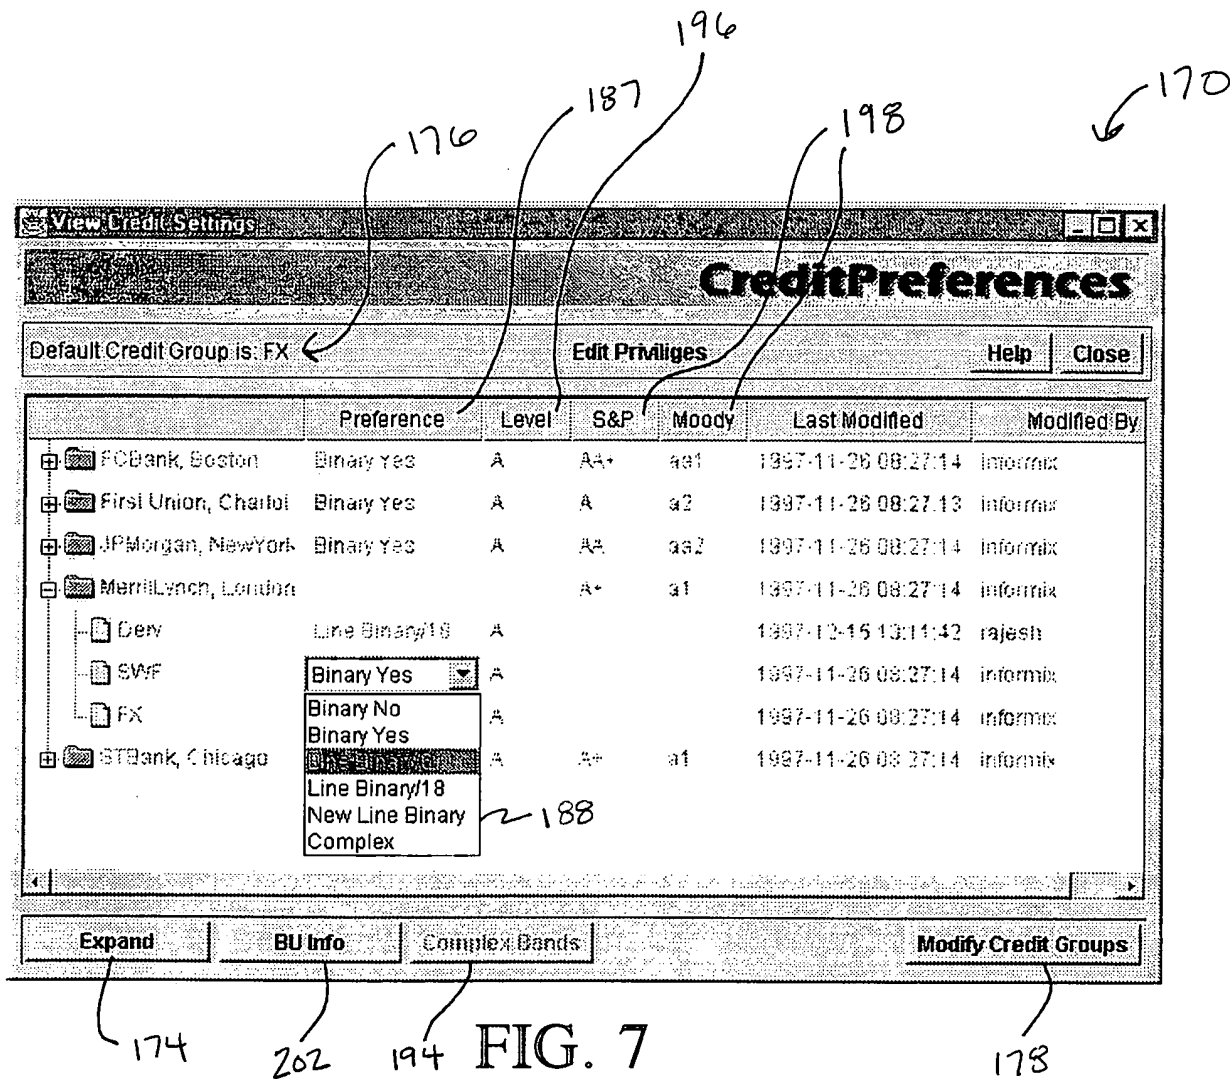 196
170
187
198
176
View Credit Settings
CreditPreferences
Default Credit Group is: FX Edit Priviliges Help Close
Preference Level S&P Moody Last Modified Modified By
FCBank, Boston Binary Yes A AA+ aa1 1997-11-26 08:27:14 informix
First Union, Charlot Binary Yes A A a2 1997-11-26 08:27:13 informix
JPMorgan, NewYork Binary Yes A AA aa2 1997-11-26 08:27:14 informix
MerrilLynch, London A+ a1 1997-11-26 08:27:14 informix
Derv Line Binary/18 A 1997-12-15 13:11:42 rajesh
SWF Binary Yes A 1997-11-26 08:27:14 informix
FX Binary No A 1997-11-26 08:27:14 informix
Binary Yes
STBank, Chicago Line Binary A A+ a1 1997-11-26 08:27:14 informix
Line Binary/18
New Line Binary 188
Complex
Expand BU Info Complex Bands Modify Credit Groups
174 202 194 FIG. 7 178